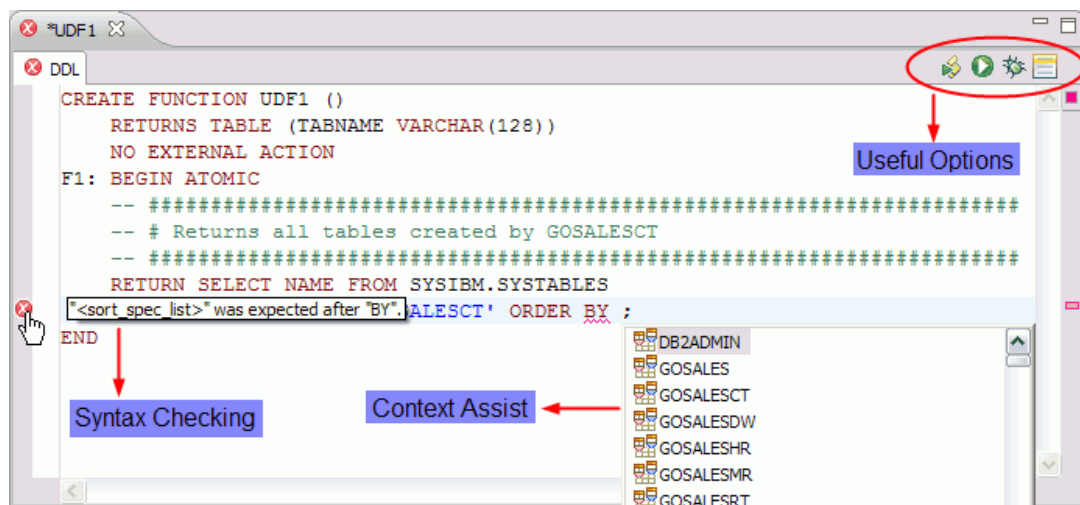 *UDF1
DDL
CREATE FUNCTION UDF1 ()
RETURNS TABLE (TABNAME VARCHAR(128))
NO EXTERNAL ACTION
Useful Options
F1: BEGIN ATOMIC
-- ######################################################################
-- # Returns all tables created by GOSALESCT
-- ######################################################################
RETURN SELECT NAME FROM SYSIBM.SYSTABLES
"<sort_spec_list>" was expected after "BY". ALESCT' ORDER BY ;
END
DB2ADMIN
GOSALES
GOSALESCT
GOSALESDW
GOSALESHR
GOSALESMR
GOSALESRT
Syntax Checking
Context Assist